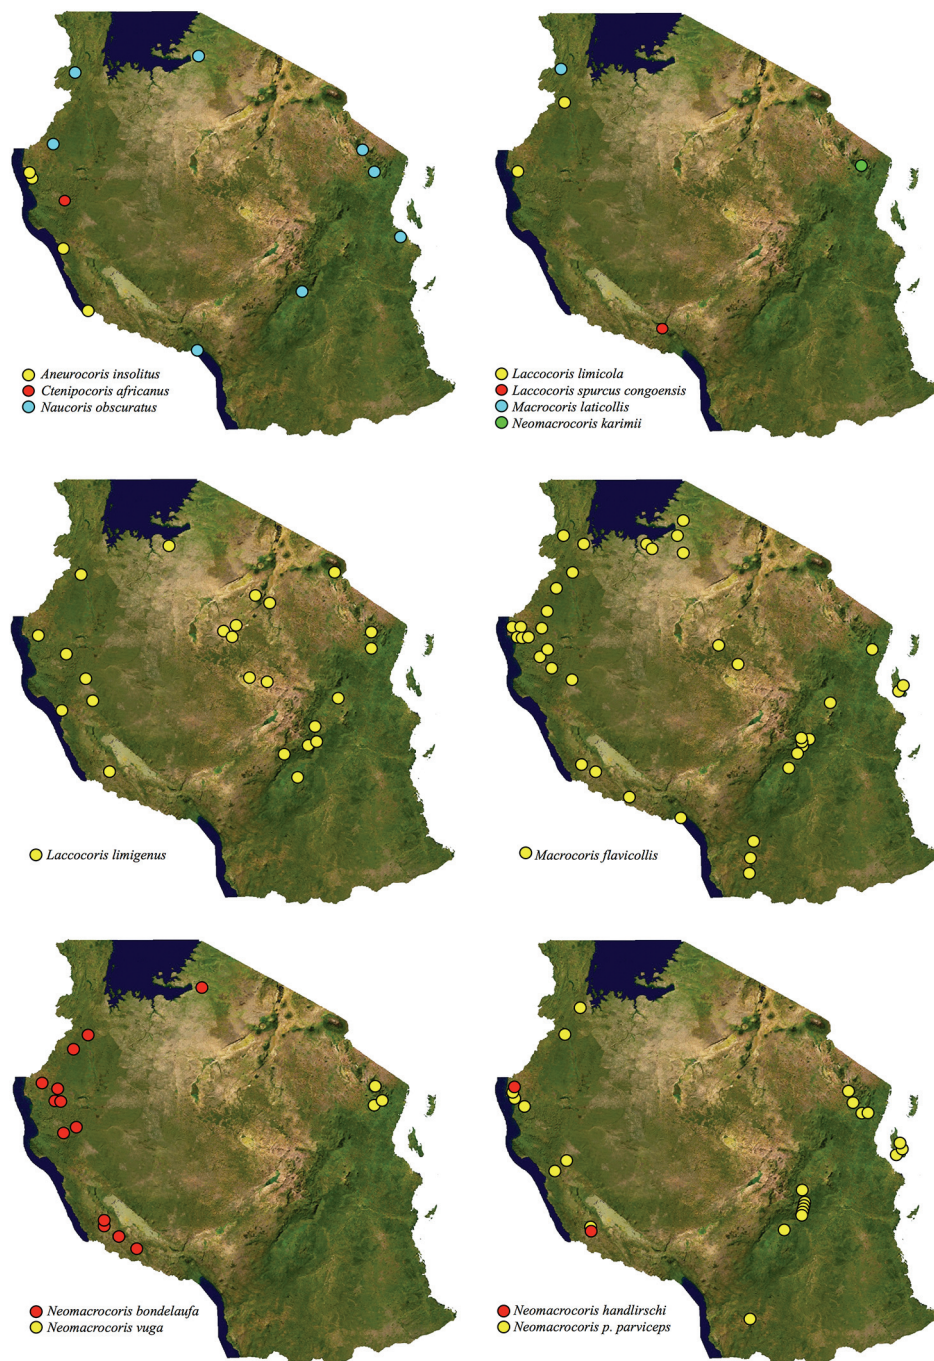 Aneurocoris insolitus
Ctenipocoris africanus
Naucoris obscuratus
Laccocoris limicola
Laccocoris spurcus congoensis
Macrocoris laticollis
Neomacrocoris karimii
Laccocoris limigenus
Macrocoris flavicollis
Neomacrocoris bondelaufa
Neomacrocoris vuga
Neomacrocoris handlirschi
Neomacrocoris p. parviceps